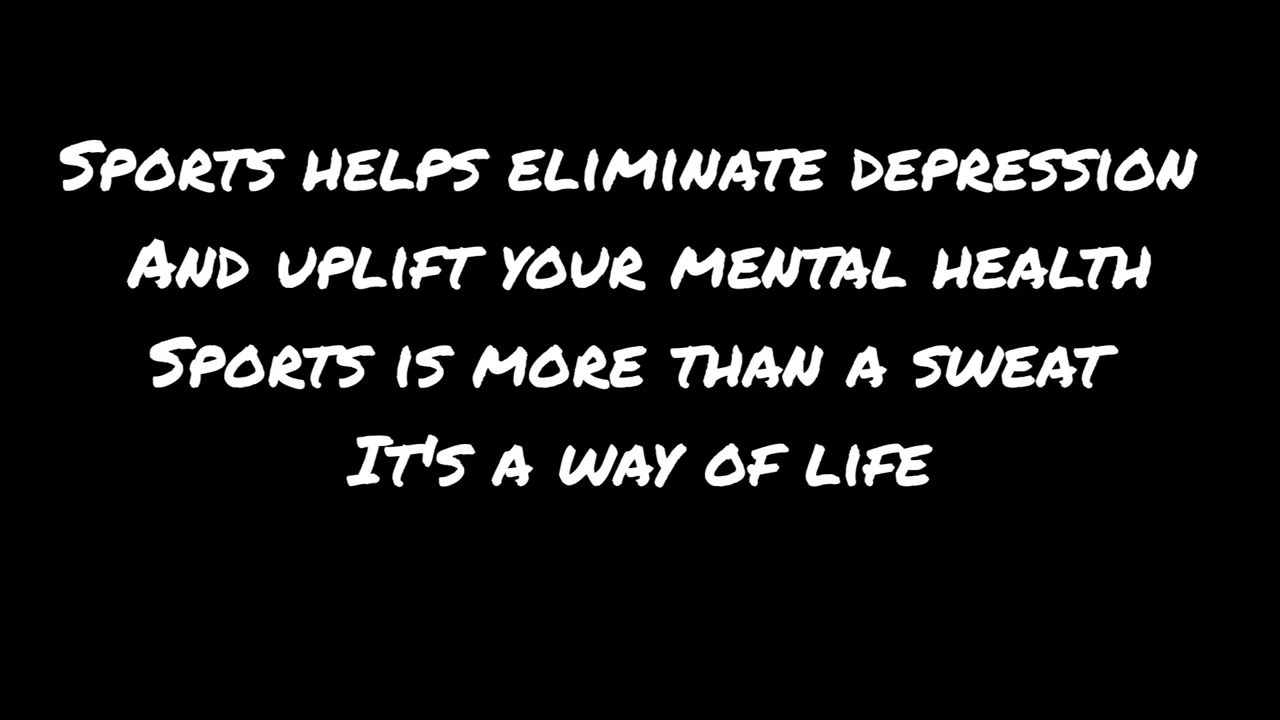 Sports helps eliminate depression
And uplift your mental health
Sports is more than a sweat
It's a way of life